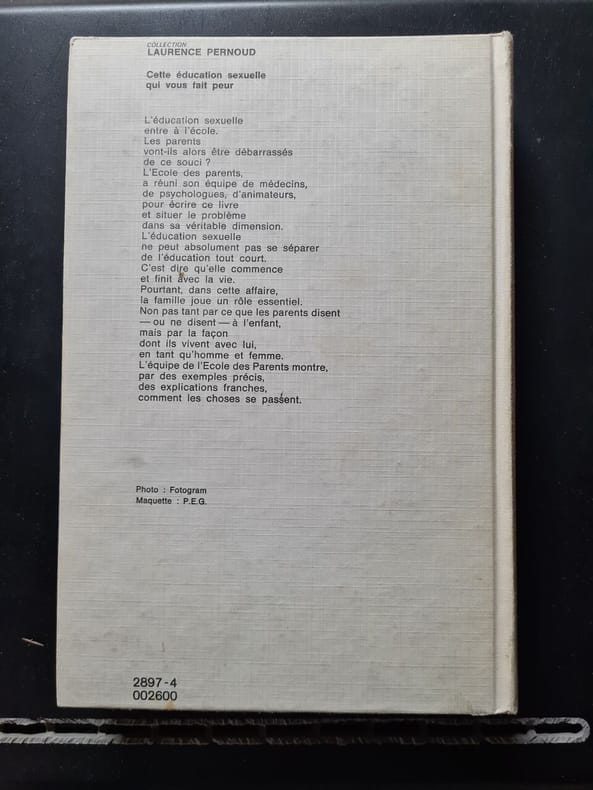 COLLECTION
LAURENCE PERNOUD
Cette éducation sexuelle
qui vous fait peur
L'éducation sexuelle
entre à l'école.
Les parents
vont-ils alors être débarrassés
de ce souci ?
L'Ecole des parents,
a réuni son équipe de médecins,
de psychologues, d'animateurs,
pour écrire ce livre
et situer le problème
dans sa véritable dimension.
L'éducation sexuelle
ne peut absolument pas se séparer
de l'éducation tout court.
C'est dire qu'elle commence
et finit avec la vie.
Pourtant, dans cette affaire,
la famille joue un rôle essentiel.
Non pas tant par ce que les parents disent
— ou ne disent — à l'enfant,
mais par la façon
dont ils vivent avec lui,
en tant qu'homme et femme.
L'équipe de l'Ecole des Parents montre,
par des exemples précis,
des explications franches,
comment les choses se passent.
Photo : Fotogram
Maquette : P.E.G.
2897-4
002600